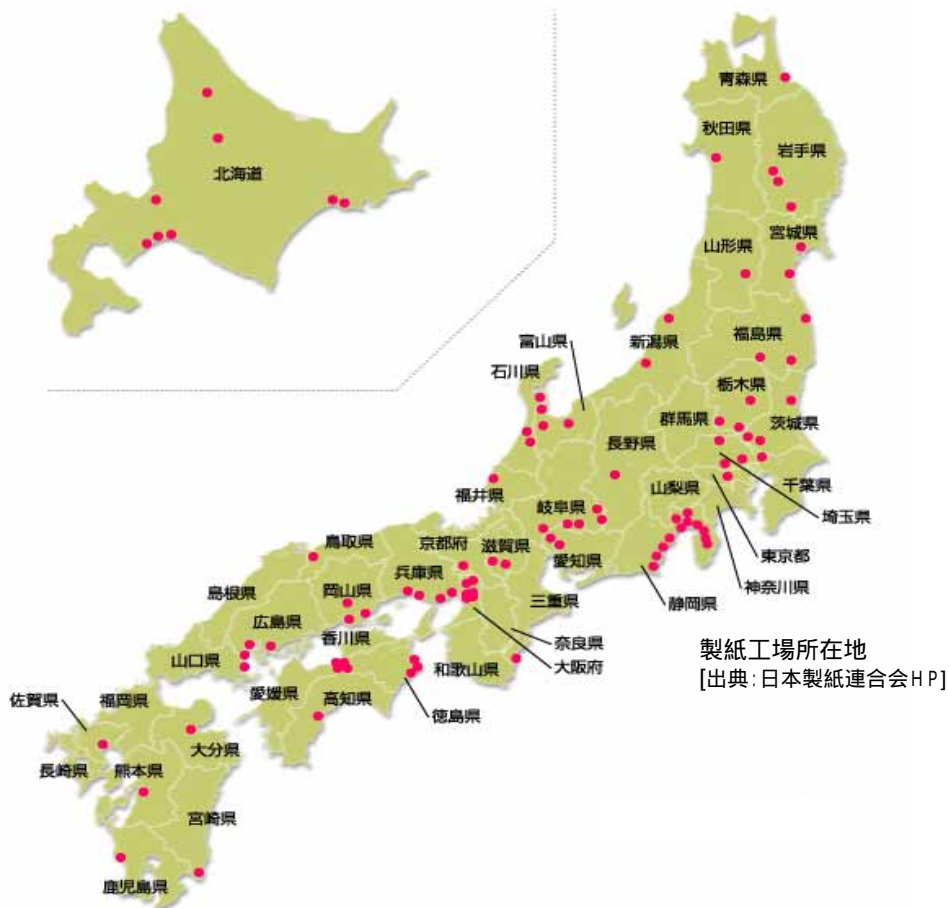 青森県
秋田県
岩手県
北海道
宮城県
山形県
富山県
新潟県
福島県
石川県
栃木県
群馬県
茨城県
長野県
福井県
岐阜県
山梨県
千葉県
埼玉県
鳥取県
京都府
滋賀県
愛知県
東京都
兵庫県
神奈川県
島根県
岡山県
静岡県
三重県
広島県
香川県
奈良県
山口県
和歌山県
大阪府
愛媛県
高知県
徳島県
福岡県
佐賀県
大分県
長崎県
熊本県
宮崎県
鹿児島県
製紙工場所在地
[出典:日本製紙連合会HP]